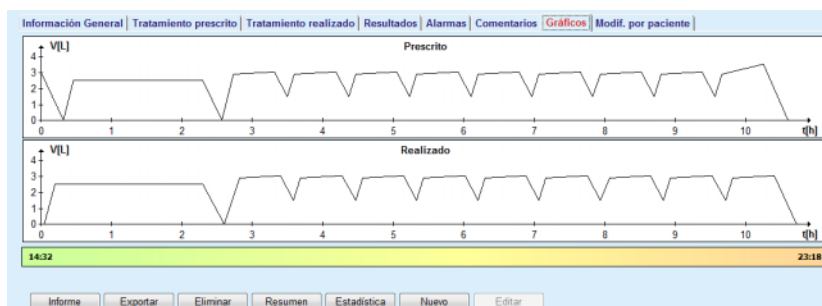 Información General | Tratamiento prescrito | Tratamiento realizado | Resultados | Alarmas | Comentarios | Gráficos | Modif. por paciente |
V[L] Prescrito
4
3
2
1
0
0 1 2 3 4 5 6 7 8 9 10 t[h]
V[L] Realizado
4
3
2
1
0
0 1 2 3 4 5 6 7 8 9 10 t[h]
14:32 23:18
Informe Exportar Eliminar Resumen Estadística Nuevo Editar